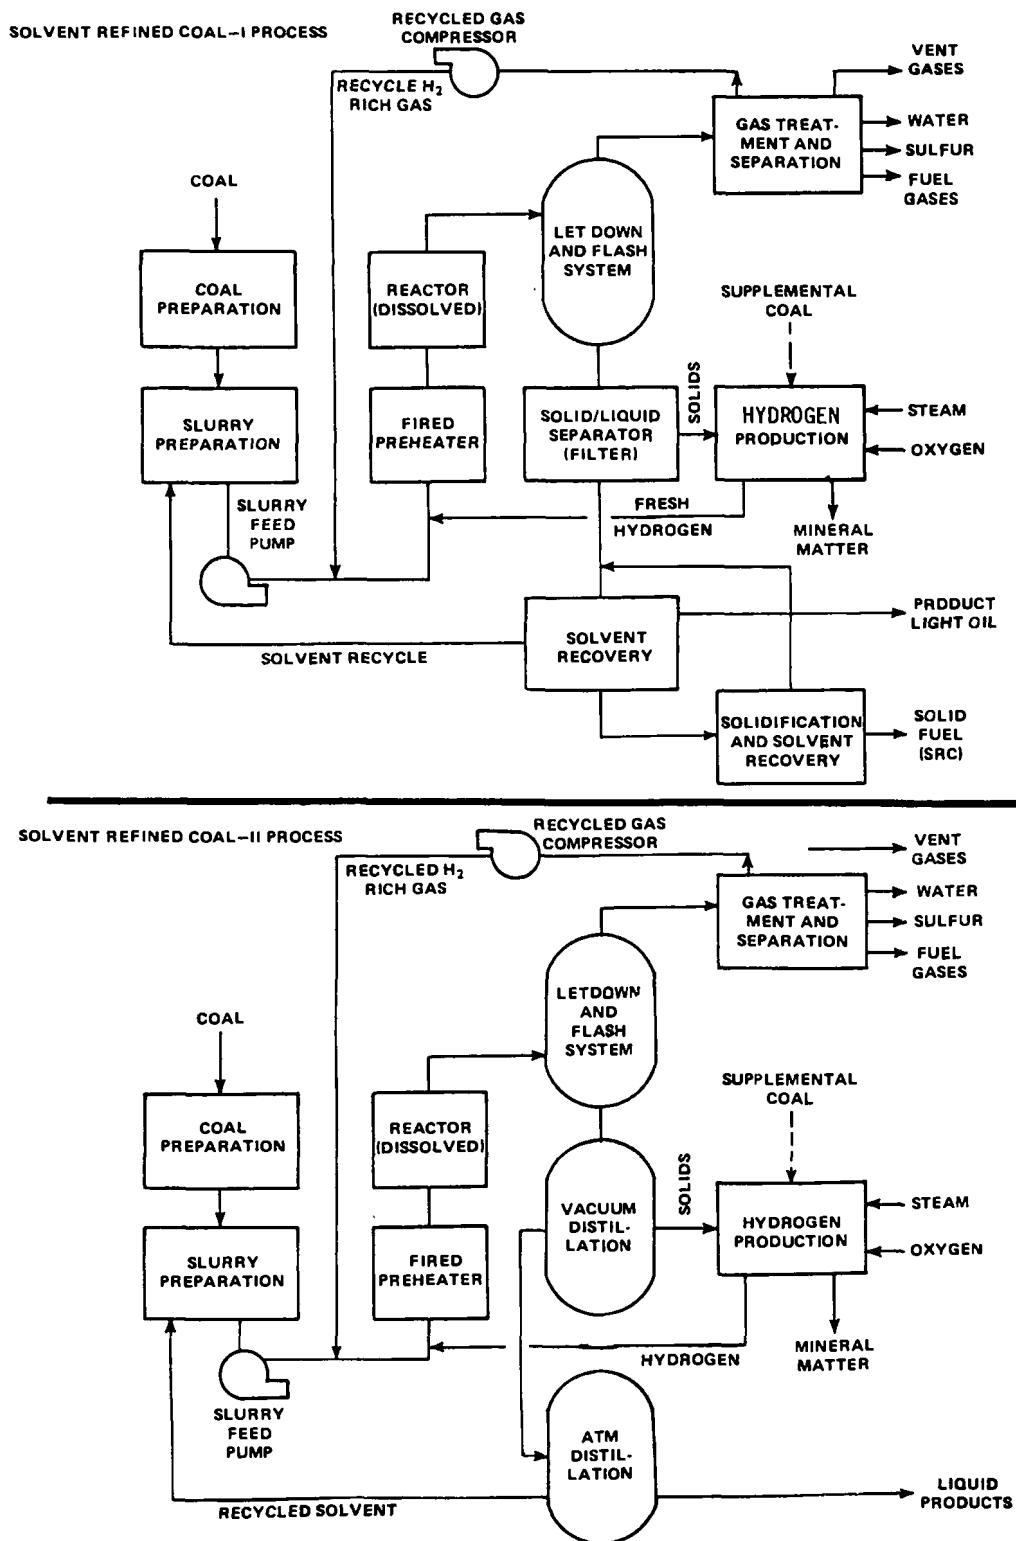 SOLVENT REFINED COAL-I PROCESS
RECYCLED GAS
COMPRESSOR
RECYCLE H₂
RICH GAS
VENT
GASES
GAS TREAT-
MENT AND
SEPARATION
WATER
SULFUR
FUEL
GASES
COAL
LET DOWN
AND FLASH
SYSTEM
COAL
PREPARATION
REACTOR
(DISSOLVED)
SUPPLEMENTAL
COAL
SLURRY
PREPARATION
FIRED
PREHEATER
SOLID/LIQUID
SEPARATOR
(FILTER)
SOLIDS
HYDROGEN
PRODUCTION
STEAM
OXYGEN
SLURRY
FEED
PUMP
FRESH
HYDROGEN
MINERAL
MATTER
SOLVENT RECYCLE
SOLVENT
RECOVERY
PRDDUCT
LIGHT OIL
SOLIDIFICATION
AND SOLVENT
RECOVERY
SOLID
FUEL
(SRC)
SOLVENT REFINED COAL-II PROCESS
RECYCLED GAS
COMPRESSOR
RECYCLED H₂
RICH GAS
VENT
GASES
GAS TREAT-
MENT AND
SEPARATION
WATER
SULFUR
FUEL
GASES
LETDOWN
AND
FLASH
SYSTEM
COAL
COAL
PREPARATION
REACTOR
(DISSOLVED)
SUPPLEMENTAL
COAL
SLURRY
PREPARATION
FIRED
PREHEATER
VACUUM
DISTIL-
LATION
SOLIDS
HYDROGEN
PRODUCTION
STEAM
OXYGEN
SLURRY
FEED
PUMP
HYDROGEN
MINERAL
MATTER
ATM
DISTIL-
LATION
RECYCLED SOLVENT
LIQUID
PRODUCTS